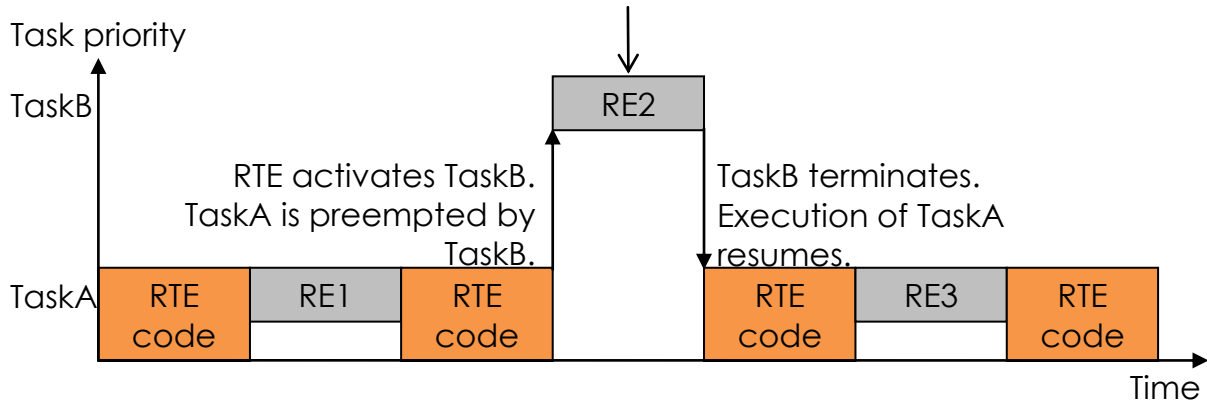 Task priority
TaskB
RE2
RTE activates TaskB.
TaskA is preempted by
TaskB.
TaskB terminates.
Execution of TaskA
resumes.
TaskA
RTE
code
RE1
RTE
code
RTE
code
RE3
RTE
code
Time